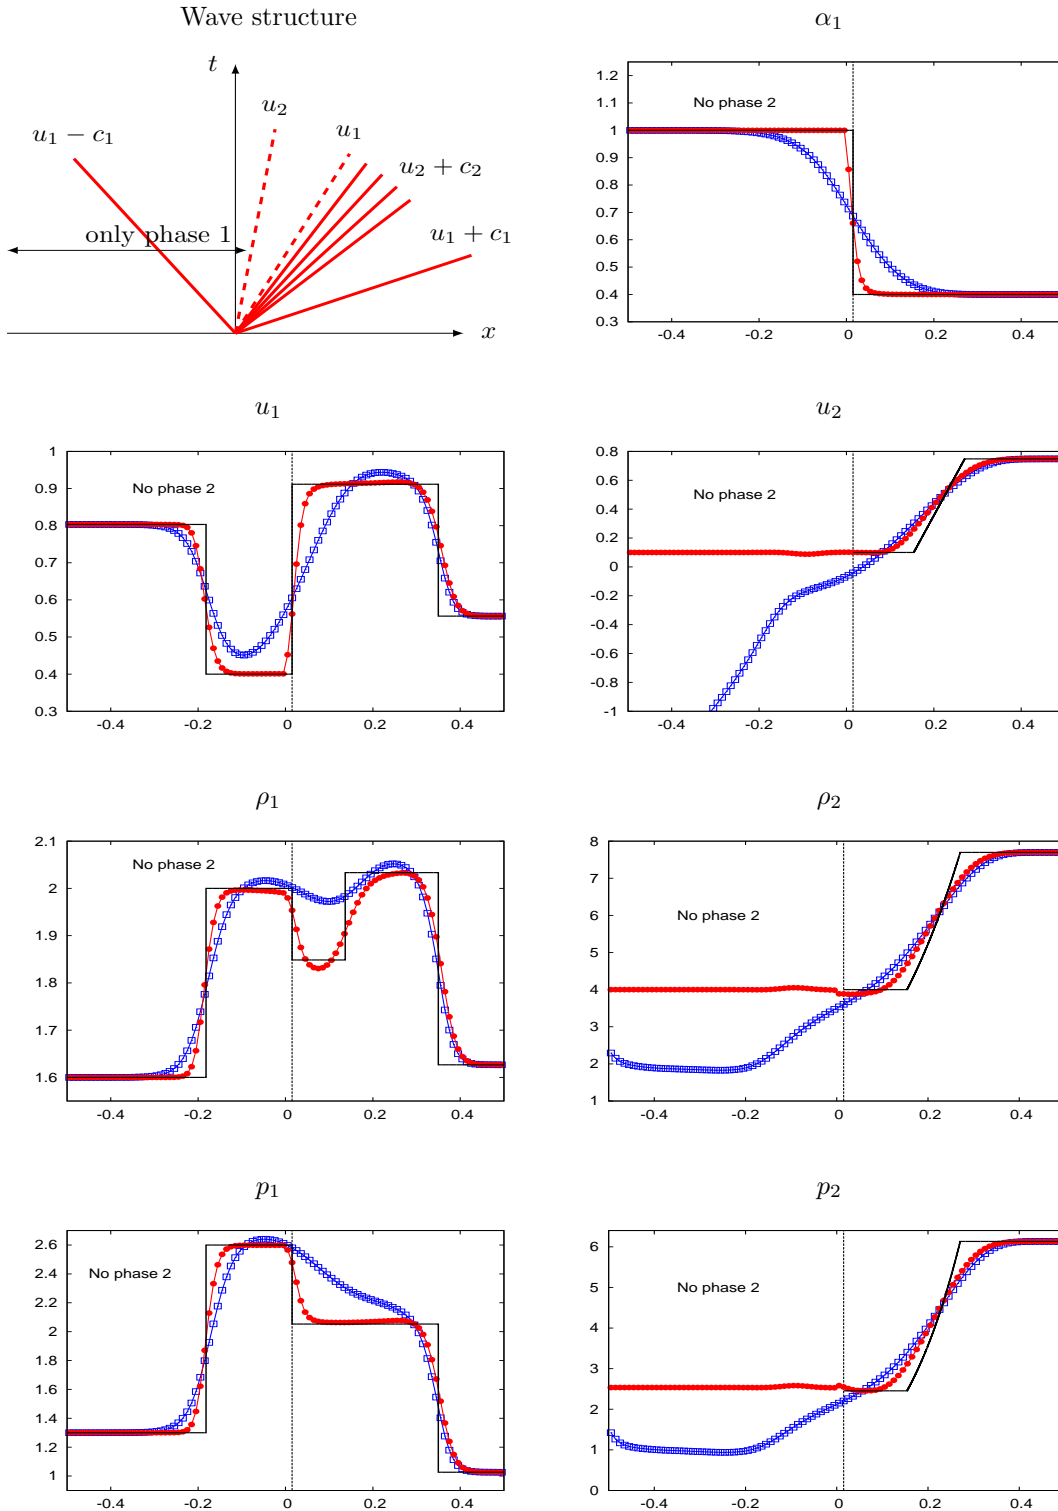 Wave structure
t
u₂
u₁
u₁ − c₁
u₂ + c₂
only phase 1
u₁ + c₁
x
α₁
1.2
1.1
1
0.9
0.8
0.7
0.6
0.5
0.4
0.3
No phase 2
-0.4 -0.2 0 0.2 0.4
u₁
1
0.9
0.8
0.7
0.6
0.5
0.4
0.3
No phase 2
-0.4 -0.2 0 0.2 0.4
u₂
0.8
0.6
0.4
0.2
0
-0.2
-0.4
-0.6
-0.8
-1
No phase 2
-0.4 -0.2 0 0.2 0.4
ρ₁
2.1
2
1.9
1.8
1.7
1.6
No phase 2
-0.4 -0.2 0 0.2 0.4
ρ₂
8
7
6
5
4
3
2
1
No phase 2
-0.4 -0.2 0 0.2 0.4
p₁
2.6
2.4
2.2
2
1.8
1.6
1.4
1.2
1
No phase 2
-0.4 -0.2 0 0.2 0.4
p₂
6
5
4
3
2
1
0
No phase 2
-0.4 -0.2 0 0.2 0.4